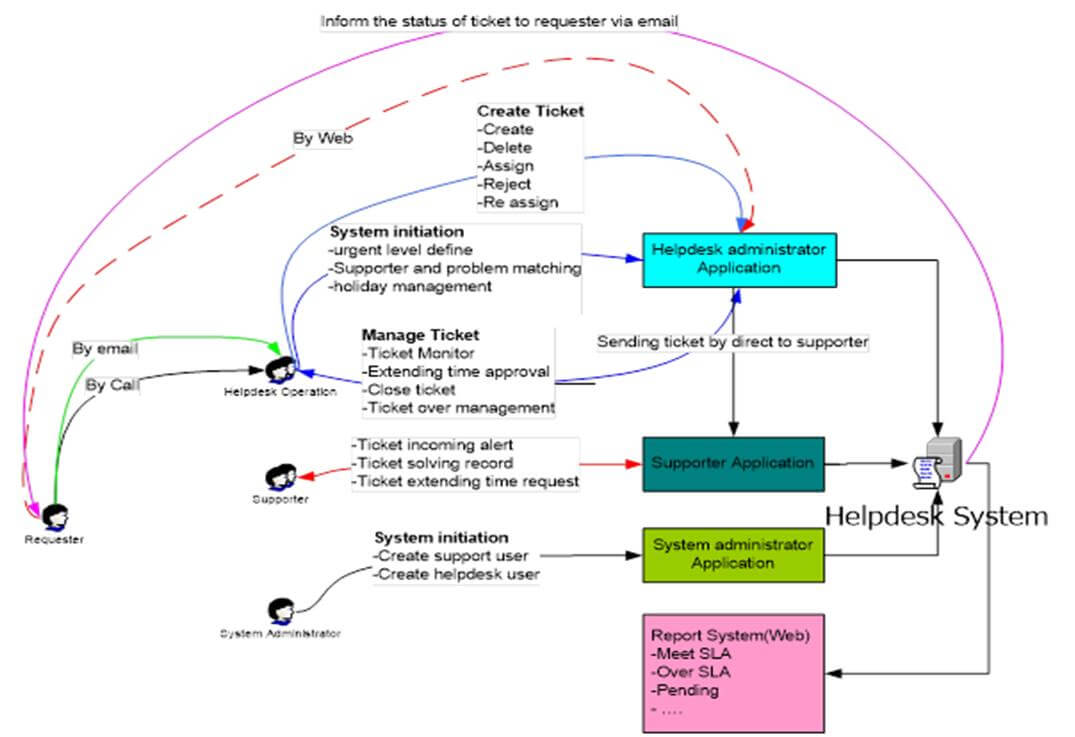 Inform the status of ticket to requester via email
By Web
Create Ticket
-Create
-Delete
-Assign
-Reject
-Re assign
System initiation
-urgent level define
-Supporter and problem matching
-holiday management
Helpdesk administrator
Application
Manage Ticket
-Ticket Monitor
-Extending time approval
-Close ticket
-Ticket over management
Sending ticket by direct to supporter
By email
By Call
Helpdesk Operation
-Ticket incoming alert
-Ticket solving record
-Ticket extending time request
Supporter
Supporter Application
Helpdesk System
Requester
System initiation
-Create support user
-Create helpdesk user
System administrator
Application
System Administrator
Report System(Web)
-Meet SLA
-Over SLA
-Pending
- ....